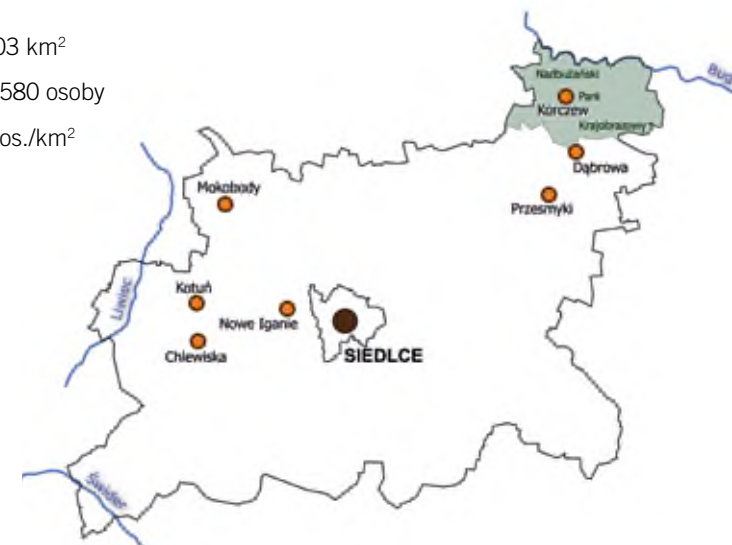 03 km²
580 osoby
os./km²
Bug
Nadbużański
Park
Korczew
Krajobrazowy
Dąbrowa
Mokobody
Przesmyki
Liwiec
Kotuń
Nowe Iganie
SIEDLCE
Chlewiska
Świder